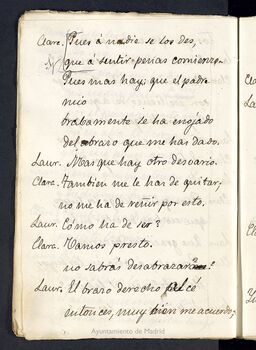 Clara. Pues á nadie se los des,
que á sentir penas comienzo.
Pues mas hay; que el padre
mio
bravamente se ha enojado
del abrazo que me has dado.
Laur. Mas que hay otro desvario.
Clara. Tambien me le has de quitar,
no me ha de reñir por esto.
Laur. Cómo ha de ser?
Clara. Vamos presto.
no sabrás desabrazar?
Laur. El brazo derecho alcé
entonces, muy bien me acuerdo,
Ayuntamiento de Madrid